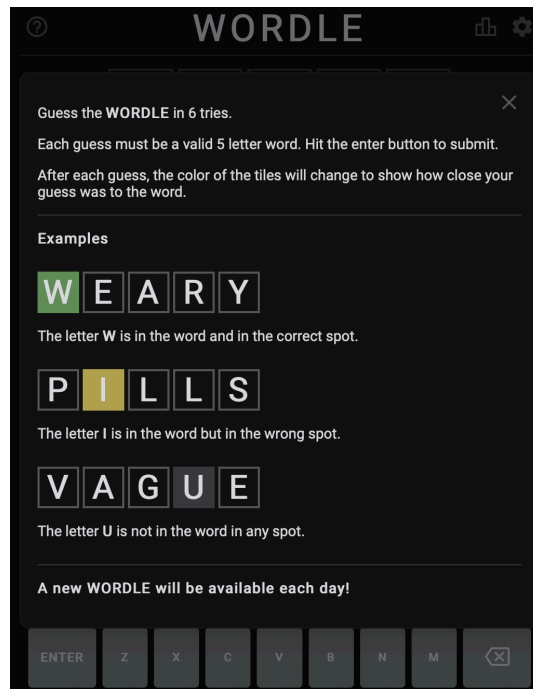 WORDLE
Guess the WORDLE in 6 tries.
Each guess must be a valid 5 letter word. Hit the enter button to submit.
After each guess, the color of the tiles will change to show how close your
guess was to the word.
Examples
WEARY
The letter W is in the word and in the correct spot.
PILLS
The letter I is in the word but in the wrong spot.
VAGUE
The letter U is not in the word in any spot.
A new WORDLE will be available each day!
ENTER Z X C V B N M